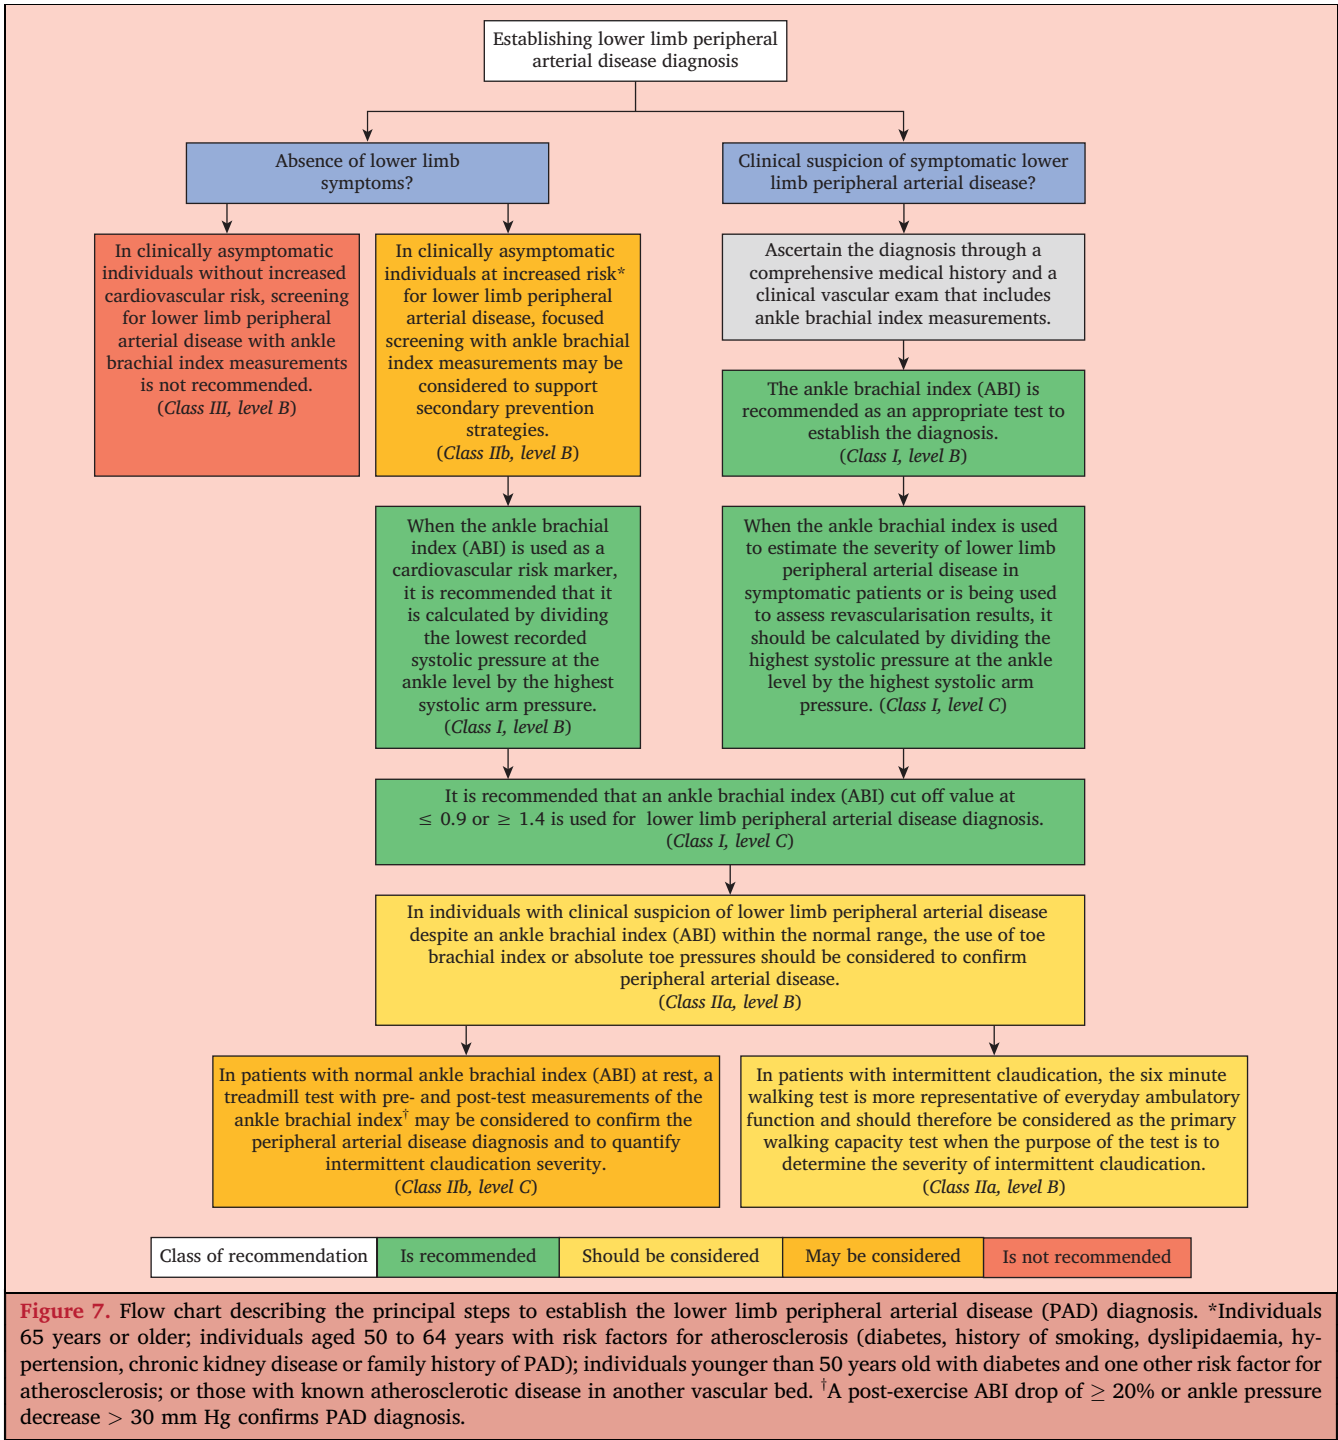 Establishing lower limb peripheral
arterial disease diagnosis
Absence of lower limb
symptoms?
Clinical suspicion of symptomatic lower
limb peripheral arterial disease?
In clinically asymptomatic
individuals without increased
cardiovascular risk, screening
for lower limb peripheral
arterial disease with ankle
brachial index measurements
is not recommended.
(Class III, level B)
In clinically asymptomatic
individuals at increased risk*
for lower limb peripheral
arterial disease, focused
screening with ankle brachial
index measurements may be
considered to support
secondary prevention
strategies.
(Class IIb, level B)
Ascertain the diagnosis through a
comprehensive medical history and a
clinical vascular exam that includes
ankle brachial index measurements.
The ankle brachial index (ABI) is
recommended as an appropriate test to
establish the diagnosis.
(Class I, level B)
When the ankle brachial
index (ABI) is used as a
cardiovascular risk marker,
it is recommended that it
is calculated by dividing
the lowest recorded
systolic pressure at the
ankle level by the highest
systolic arm pressure.
(Class I, level B)
When the ankle brachial index is used
to estimate the severity of lower limb
peripheral arterial disease in
symptomatic patients or is being used
to assess revascularisation results, it
should be calculated by dividing the
highest systolic pressure at the ankle
level by the highest systolic arm
pressure. (Class I, level C)
It is recommended that an ankle brachial index (ABI) cut off value at
≤ 0.9 or ≥ 1.4 is used for lower limb peripheral arterial disease diagnosis.
(Class I, level C)
In individuals with clinical suspicion of lower limb peripheral arterial disease
despite an ankle brachial index (ABI) within the normal range, the use of toe
brachial index or absolute toe pressures should be considered to confirm
peripheral arterial disease.
(Class IIa, level B)
In patients with normal ankle brachial index (ABI) at rest, a
treadmill test with pre- and post-test measurements of the
ankle brachial index† may be considered to confirm the
peripheral arterial disease diagnosis and to quantify
intermittent claudication severity.
(Class IIb, level C)
In patients with intermittent claudication, the six minute
walking test is more representative of everyday ambulatory
function and should therefore be considered as the primary
walking capacity test when the purpose of the test is to
determine the severity of intermittent claudication.
(Class IIa, level B)
Class of recommendation
Is recommended
Should be considered
May be considered
Is not recommended
Figure 7. Flow chart describing the principal steps to establish the lower limb peripheral arterial disease (PAD) diagnosis. *Individuals
65 years or older; individuals aged 50 to 64 years with risk factors for atherosclerosis (diabetes, history of smoking, dyslipidaemia, hy-
pertension, chronic kidney disease or family history of PAD); individuals younger than 50 years old with diabetes and one other risk factor for
atherosclerosis; or those with known atherosclerotic disease in another vascular bed. †A post-exercise ABI drop of ≥ 20% or ankle pressure
decrease > 30 mm Hg confirms PAD diagnosis.